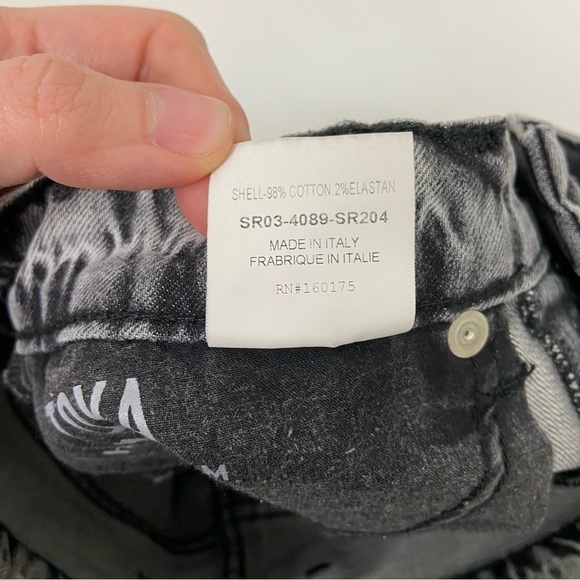 SHELL-98% COTTON 2%ELASTAN
SR03-4089-SR204
MADE IN ITALY
FRABRIQUE IN ITALIE
RN#160175